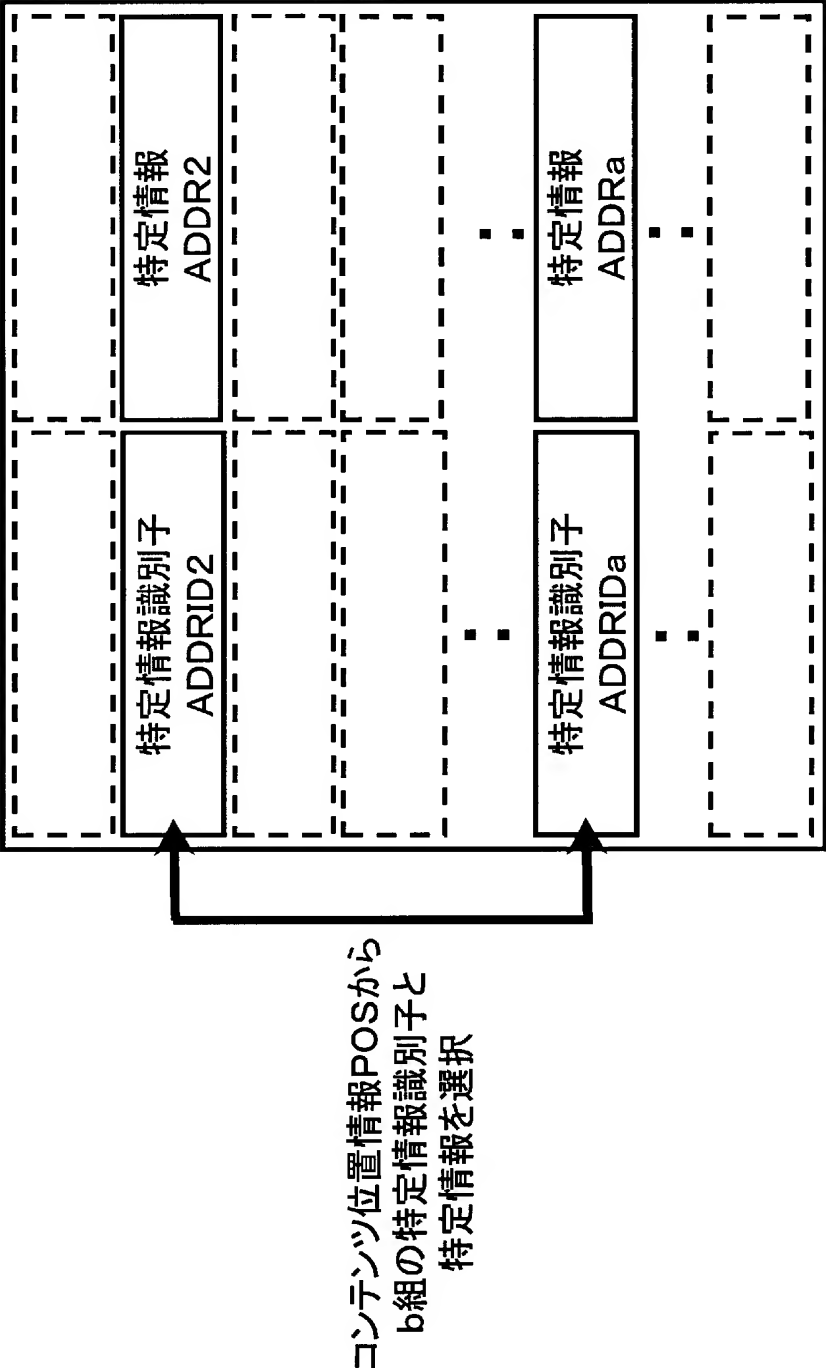 特定情報識別子
ADDRID2
特定情報
ADDR2
特定情報識別子
ADDRIDa
特定情報
ADDRa
コンテンツ位置情報POSから
b組の特定情報識別子と
特定情報を選択